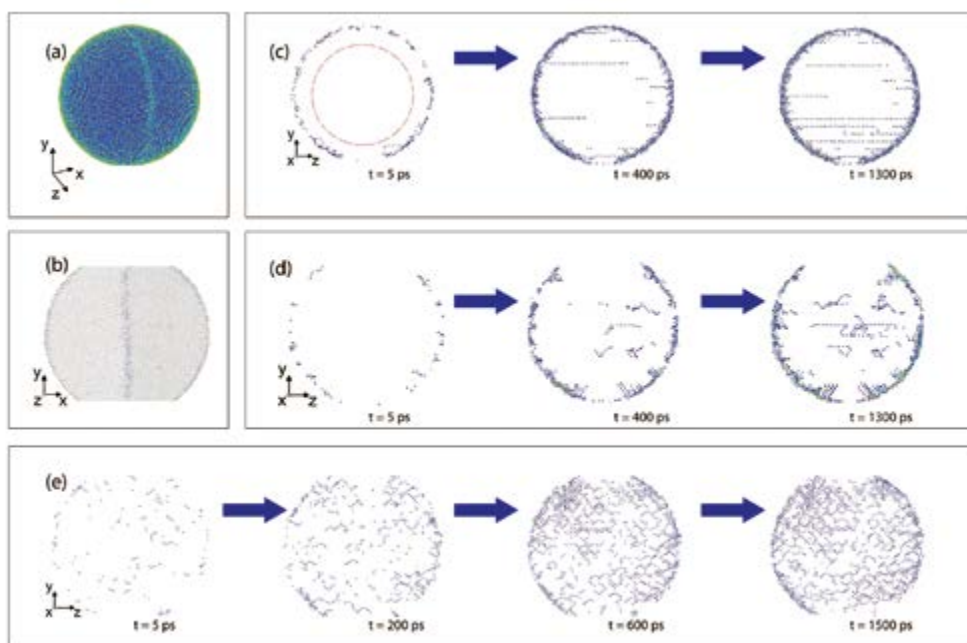 (a)
y
x
z
(b)
y
z x
(c)
y
x z
t = 5 ps
t = 400 ps
t = 1300 ps
(d)
y
x z
t = 5 ps
t = 400 ps
t = 1300 ps
(e)
y
x z
t = 5 ps
t = 200 ps
t = 600 ps
t = 1500 ps